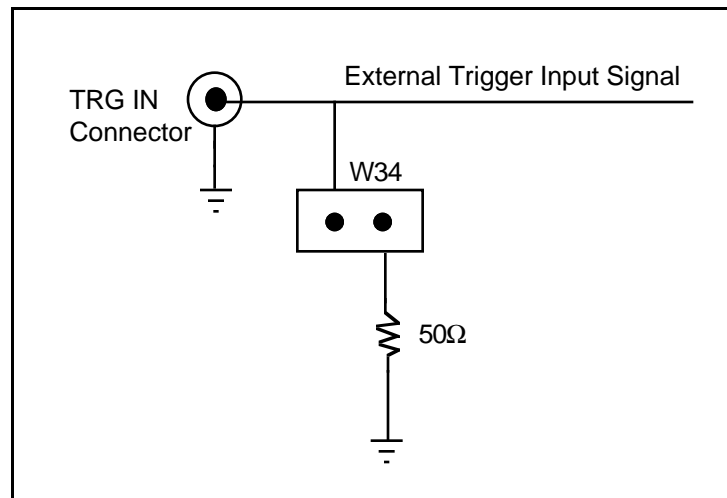 External Trigger Input Signal
TRG IN
Connector
W34
50Ω